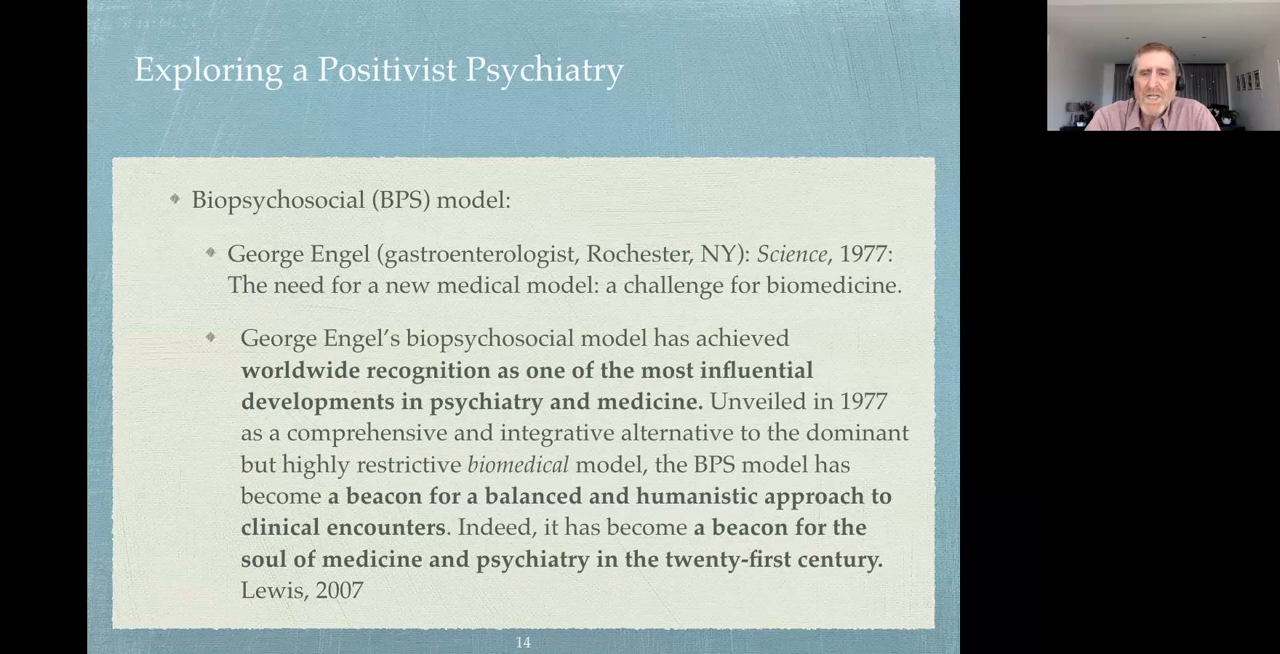 Exploring a Positivist Psychiatry
Biopsychosocial (BPS) model:
George Engel (gastroenterologist, Rochester, NY): Science, 1977:
The need for a new medical model: a challenge for biomedicine.
George Engel’s biopsychosocial model has achieved
worldwide recognition as one of the most influential
developments in psychiatry and medicine. Unveiled in 1977
as a comprehensive and integrative alternative to the dominant
but highly restrictive biomedical model, the BPS model has
become a beacon for a balanced and humanistic approach to
clinical encounters. Indeed, it has become a beacon for the
soul of medicine and psychiatry in the twenty-first century.
Lewis, 2007
14